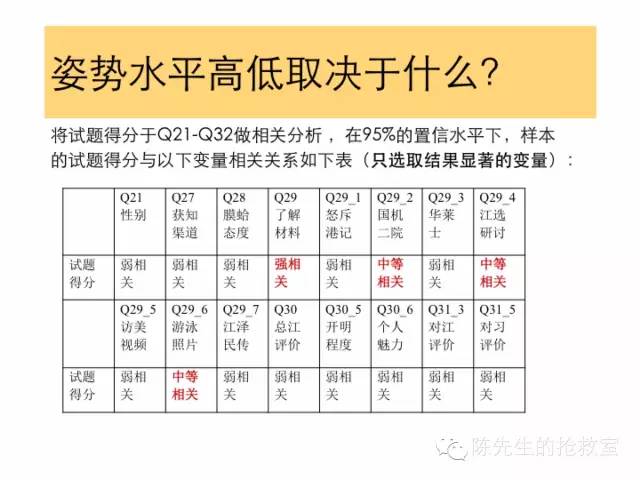 姿势水平高低取决于什么？
将试题得分于Q21-Q32做相关分析，在95%的置信水平下，样本
的试题得分与以下变量相关关系如下表（只选取结果显著的变量）：
Q21 Q27 Q28 Q29 Q29_1 Q29_2 Q29_3 Q29_4
性别 获知 膜蛤 了解 怒斥 国机 华莱 江选
渠道 态度 材料 港记 二院 士 研讨
试题 弱相 弱相 弱相 强相 弱相 中等 弱相 中等
得分 关 关 关 关 关 相关 关 相关
Q29_5 Q29_6 Q29_7 Q30 Q30_5 Q30_6 Q31_3 Q31_5
访美 游泳 江泽 总江 开明 个人 对江 对习
视频 照片 民传 评价 程度 魅力 评价 评价
试题 弱相 中等 弱相 弱相 弱相 弱相 弱相 弱相
得分 关 相关 关 关 关 关 关 关
陈先生的抢救室